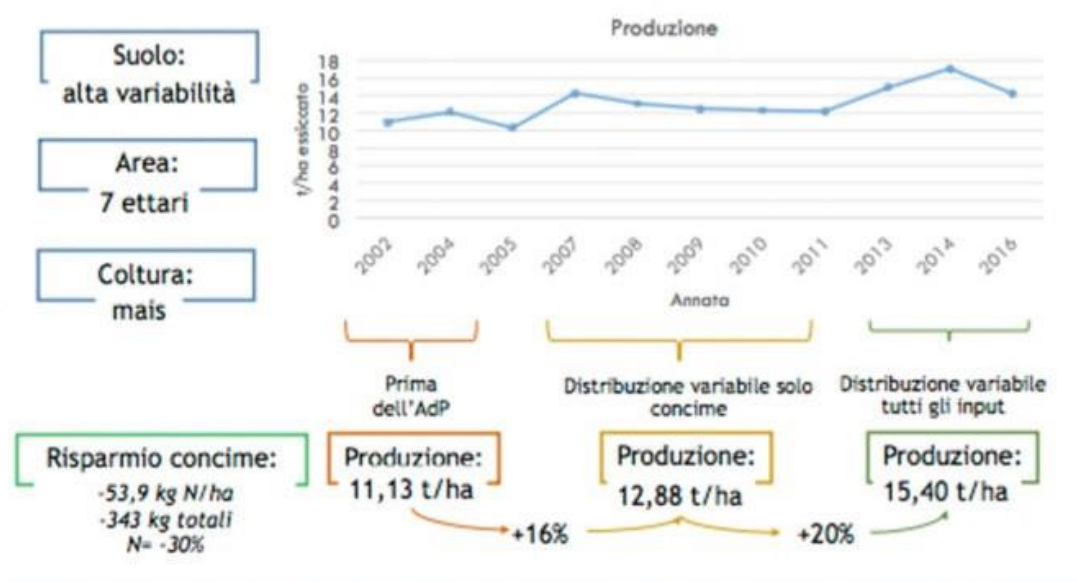 Suolo:
alta variabilità
Area:
7 ettari
Coltura:
mais
Produzione
t/ha essiccato
18
16
14
12
10
8
6
4
2
0
2002
2004
2005
2007
2008
2009
2010
2011
2013
2014
2016
Annata
Prima
dell'AdP
Distribuzione variabile solo
concime
Distribuzione variabile
tutti gli input
Risparmio concime:
-53,9 kg N/ha
-343 kg totali
N= -30%
Produzione:
11,13 t/ha
+16%
Produzione:
12,88 t/ha
+20%
Produzione:
15,40 t/ha